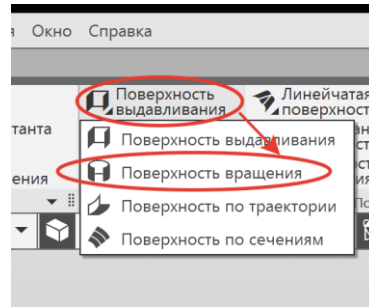 Окно Справка
Поверхность выдавливания
Линейчатая поверхност
танта
Поверхность выдавливания
ения
Поверхность вращения
Поверхность по траектории
Поверхность по сечениям